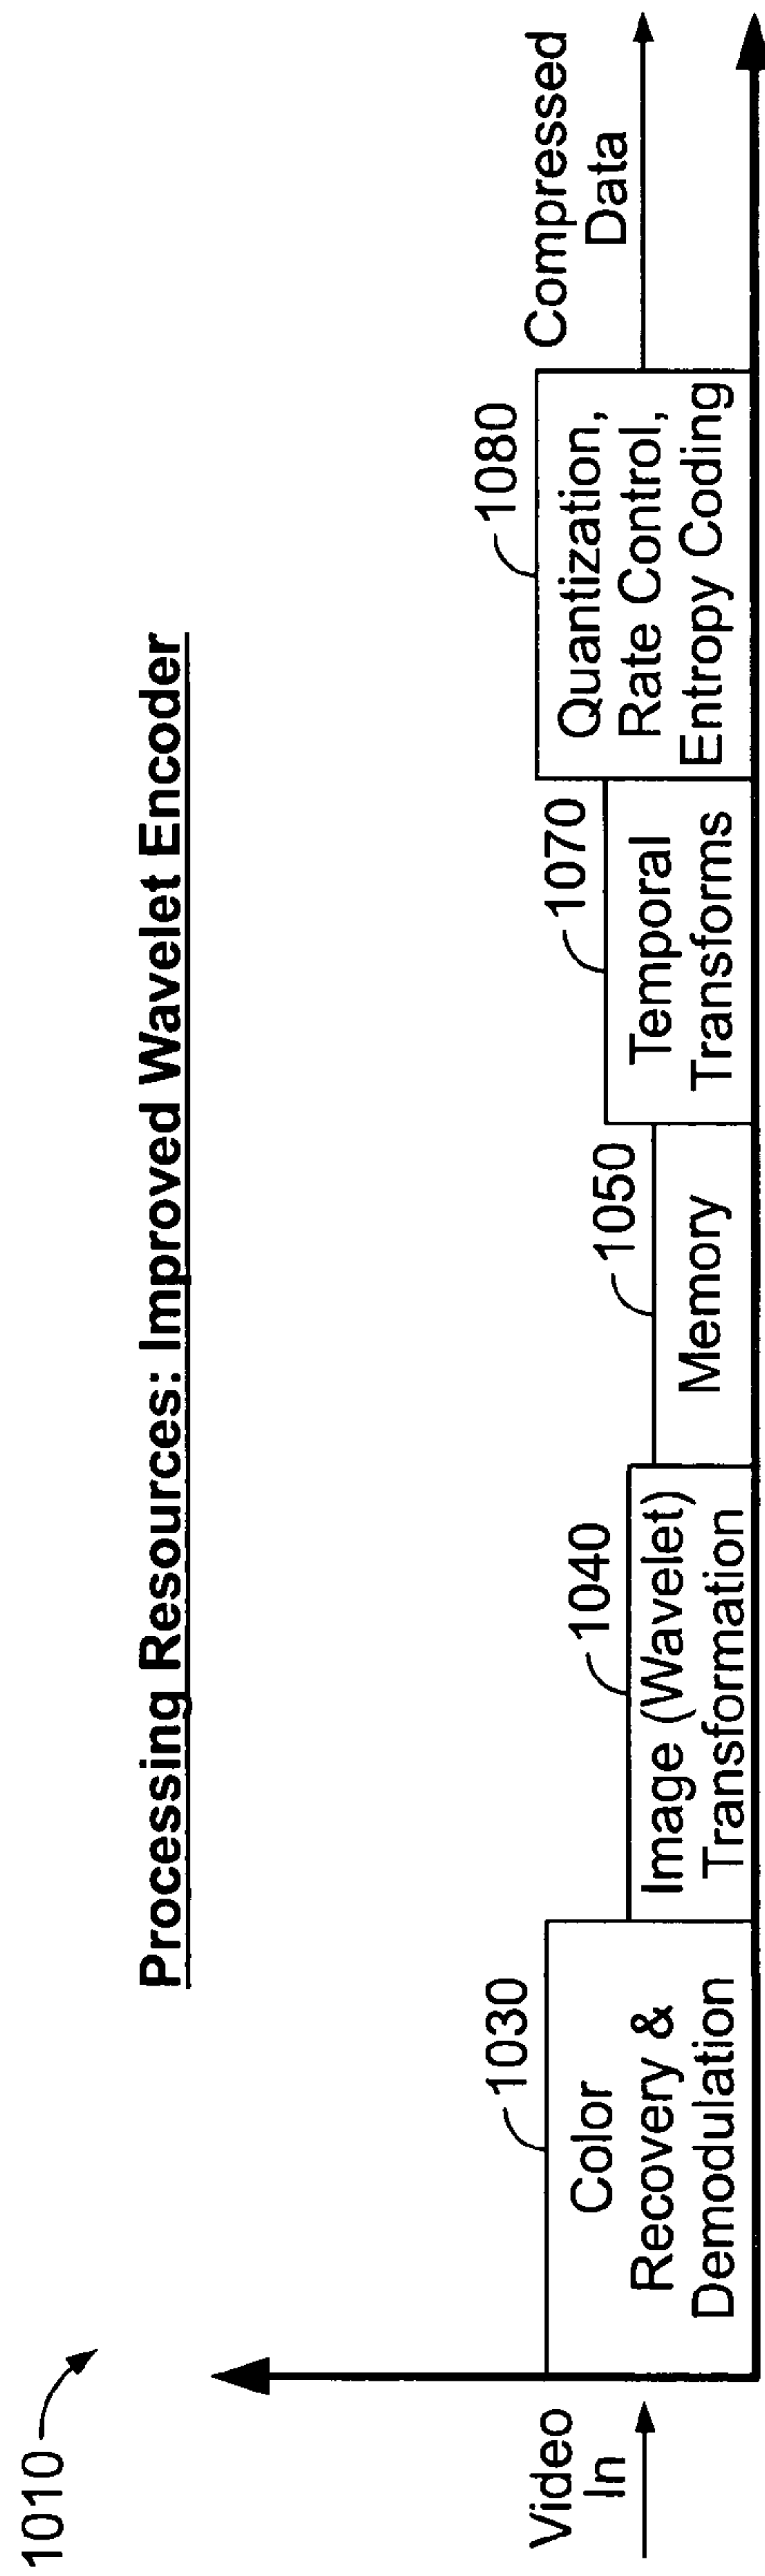 1010
Processing Resources: Improved Wavelet Encoder
Video
In
1030
Color
Recovery &
Demodulation
1040
Image (Wavelet)
Transformation
1050
Memory
1070
Temporal
Transforms
1080
Quantization,
Rate Control,
Entropy Coding
Compressed
Data